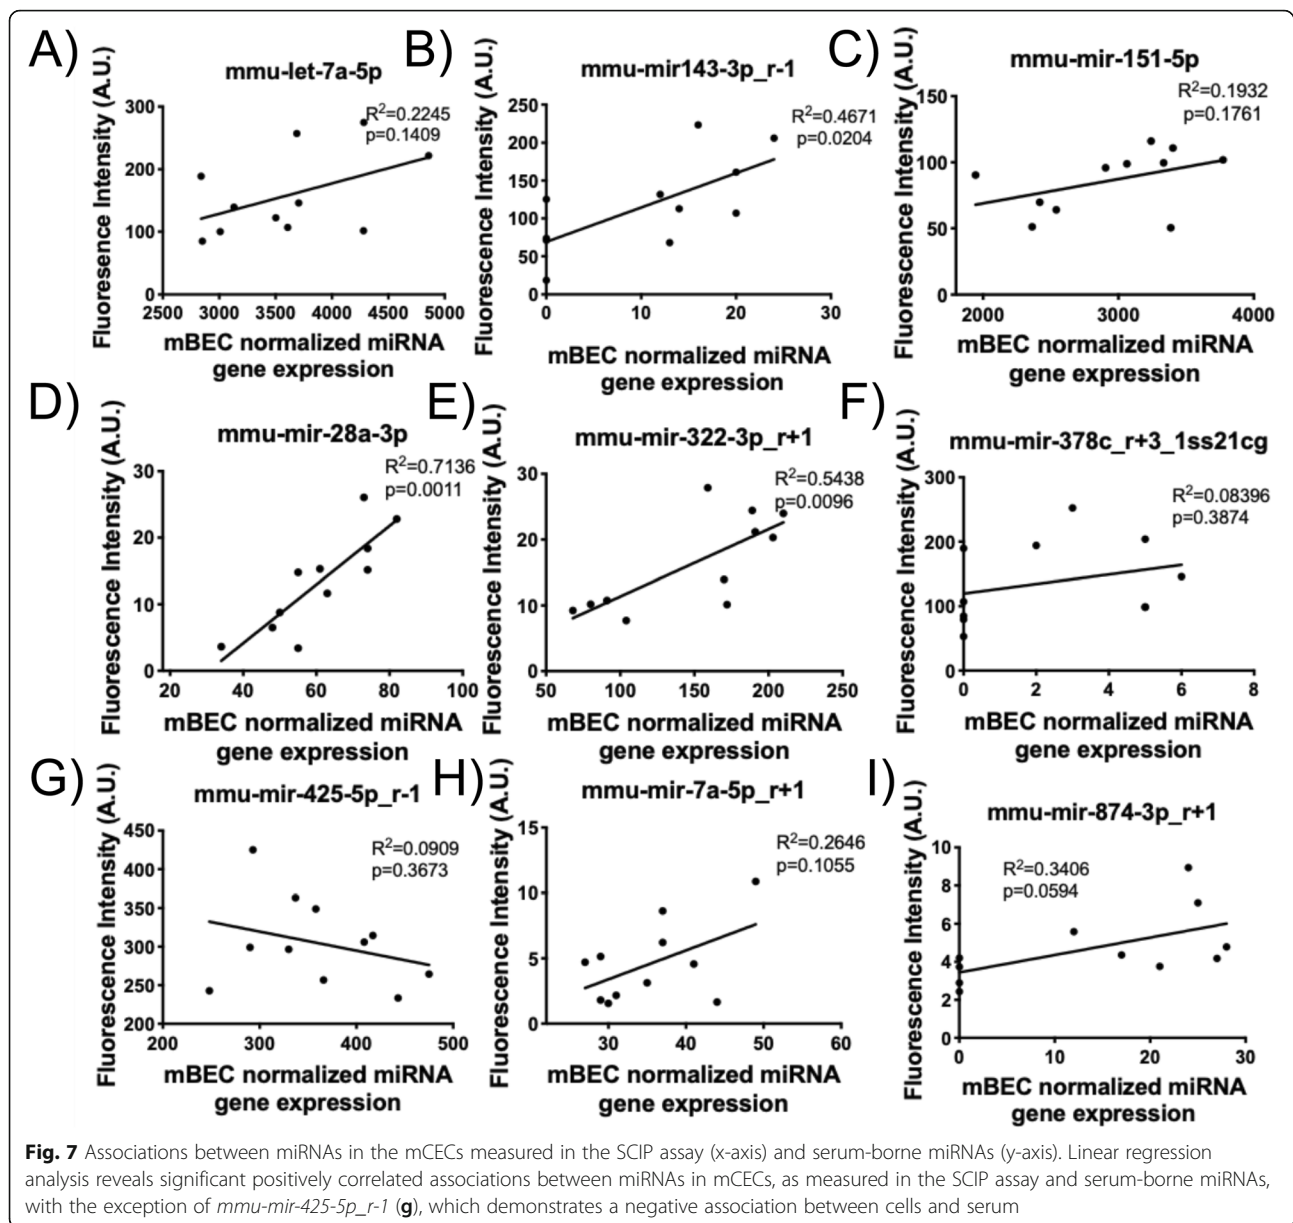 A)
mmu-let-7a-5p
Fluoresence Intensity (A.U.)
R²=0.2245
p=0.1409
300
200
100
0
2500 3000 3500 4000 4500 5000
mBEC normalized miRNA
gene expression
B)
mmu-mir143-3p_r-1
Fluorescence Intensity (A.U.)
R²=0.4671
p=0.0204
250
200
150
100
50
0
0 10 20 30
mBEC normalized miRNA
gene expression
C)
mmu-mir-151-5p
Fluorescence Intensity (A.U.)
R²=0.1932
p=0.1761
150
100
50
0
2000 3000 4000
mBEC normalized miRNA
gene expression
D)
mmu-mir-28a-3p
Fluorescence Intensity (A.U.)
R²=0.7136
p=0.0011
30
20
10
0
20 40 60 80 100
mBEC normalized miRNA
gene expression
E)
mmu-mir-322-3p_r+1
Fluorescence Intensity (A.U.)
R²=0.5438
p=0.0096
30
20
10
0
50 100 150 200 250
mBEC normalized miRNA
gene expression
F)
mmu-mir-378c_r+3_1ss21cg
Fluorescence Intensity (A.U.)
R²=0.08396
p=0.3874
300
200
100
0
0 2 4 6 8
mBEC normalized miRNA
gene expression
G)
mmu-mir-425-5p_r-1
Fluorescence Intensity (A.U.)
R²=0.0909
p=0.3673
450
400
350
300
250
200
200 300 400 500
mBEC normalized miRNA
gene expression
H)
mmu-mir-7a-5p_r+1
Fluorescence Intensity (A.U.)
R²=0.2646
p=0.1055
15
10
5
0
30 40 50 60
mBEC normalized miRNA
gene expression
I)
mmu-mir-874-3p_r+1
Fluorescence Intensity (A.U.)
R²=0.3406
p=0.0594
10
8
6
4
2
0
0 10 20 30
mBEC normalized miRNA
gene expression
Fig. 7 Associations between miRNAs in the mCECs measured in the SCIP assay (x-axis) and serum-borne miRNAs (y-axis). Linear regression
analysis reveals significant positively correlated associations between miRNAs in mCECs, as measured in the SCIP assay and serum-borne miRNAs,
with the exception of mmu-mir-425-5p_r-1 (g), which demonstrates a negative association between cells and serum